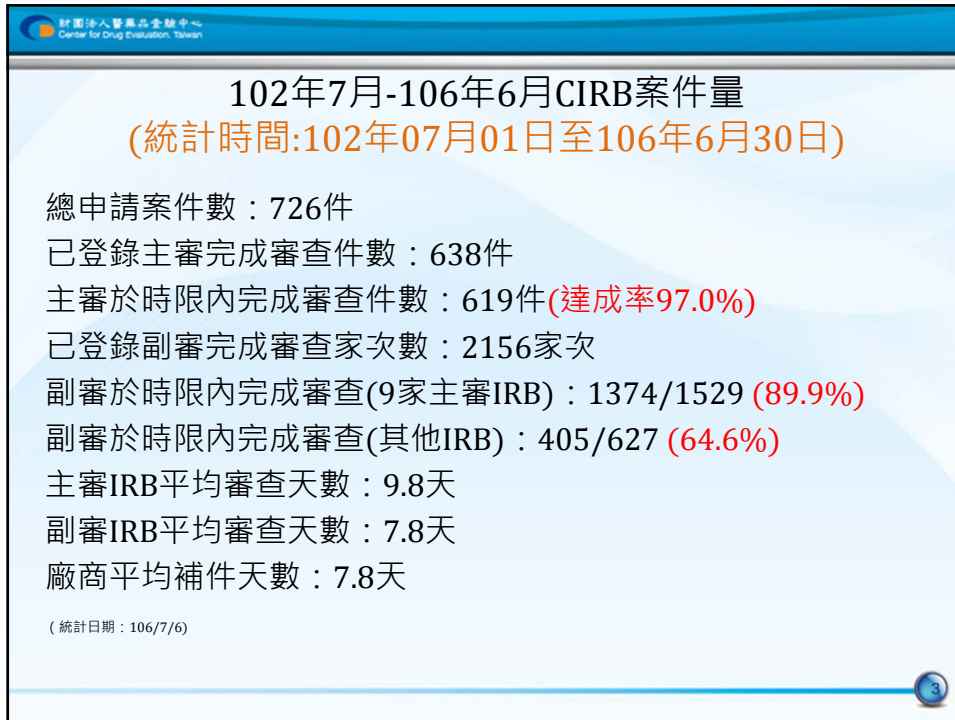 財團法人醫藥品查驗中心
Center for Drug Evaluation, Taiwan
102年7月-106年6月CIRB案件量
(統計時間:102年07月01日至106年6月30日)
總申請案件數：726件
已登錄主審完成審查件數：638件
主審於時限內完成審查件數：619件(達成率97.0%)
已登錄副審完成審查家次數：2156家次
副審於時限內完成審查(9家主審IRB)：1374/1529 (89.9%)
副審於時限內完成審查(其他IRB)：405/627 (64.6%)
主審IRB平均審查天數：9.8天
副審IRB平均審查天數：7.8天
廠商平均補件天數：7.8天
(統計日期：106/7/6)
3